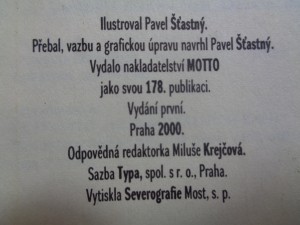 Ilustroval Pavel Šťastný.
Přebal, vazbu a grafickou úpravu navrhl Pavel Šťastný.
Vydalo nakladatelství MOTTO
jako svou 178. publikaci.
Vydání první.
Praha 2000.
Odpovědná redaktorka Miluše Krejčová.
Sazba Typa, spol. s r. o., Praha.
Vytiskla Severografie Most, s. p.